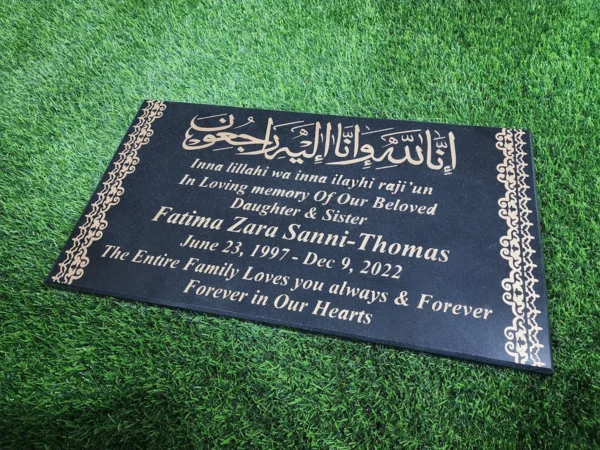 إنا لله وإنا إليه راجعون
Inna lillahi wa inna ilayhi raji'un
In Loving memory Of Our Beloved
Daughter & Sister
Fatima Zara Sanni-Thomas
June 23, 1997 - Dec 9, 2022
The Entire Family Loves you always & Forever
Forever in Our Hearts